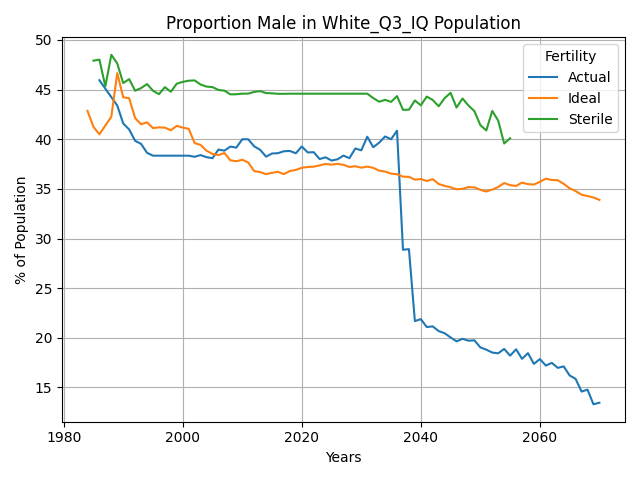 Proportion Male in White_Q3_IQ Population
% of Population
50
45
40
35
30
25
20
15
1980
2000
2020
2040
2060
Years
Fertility
Actual
Ideal
Sterile